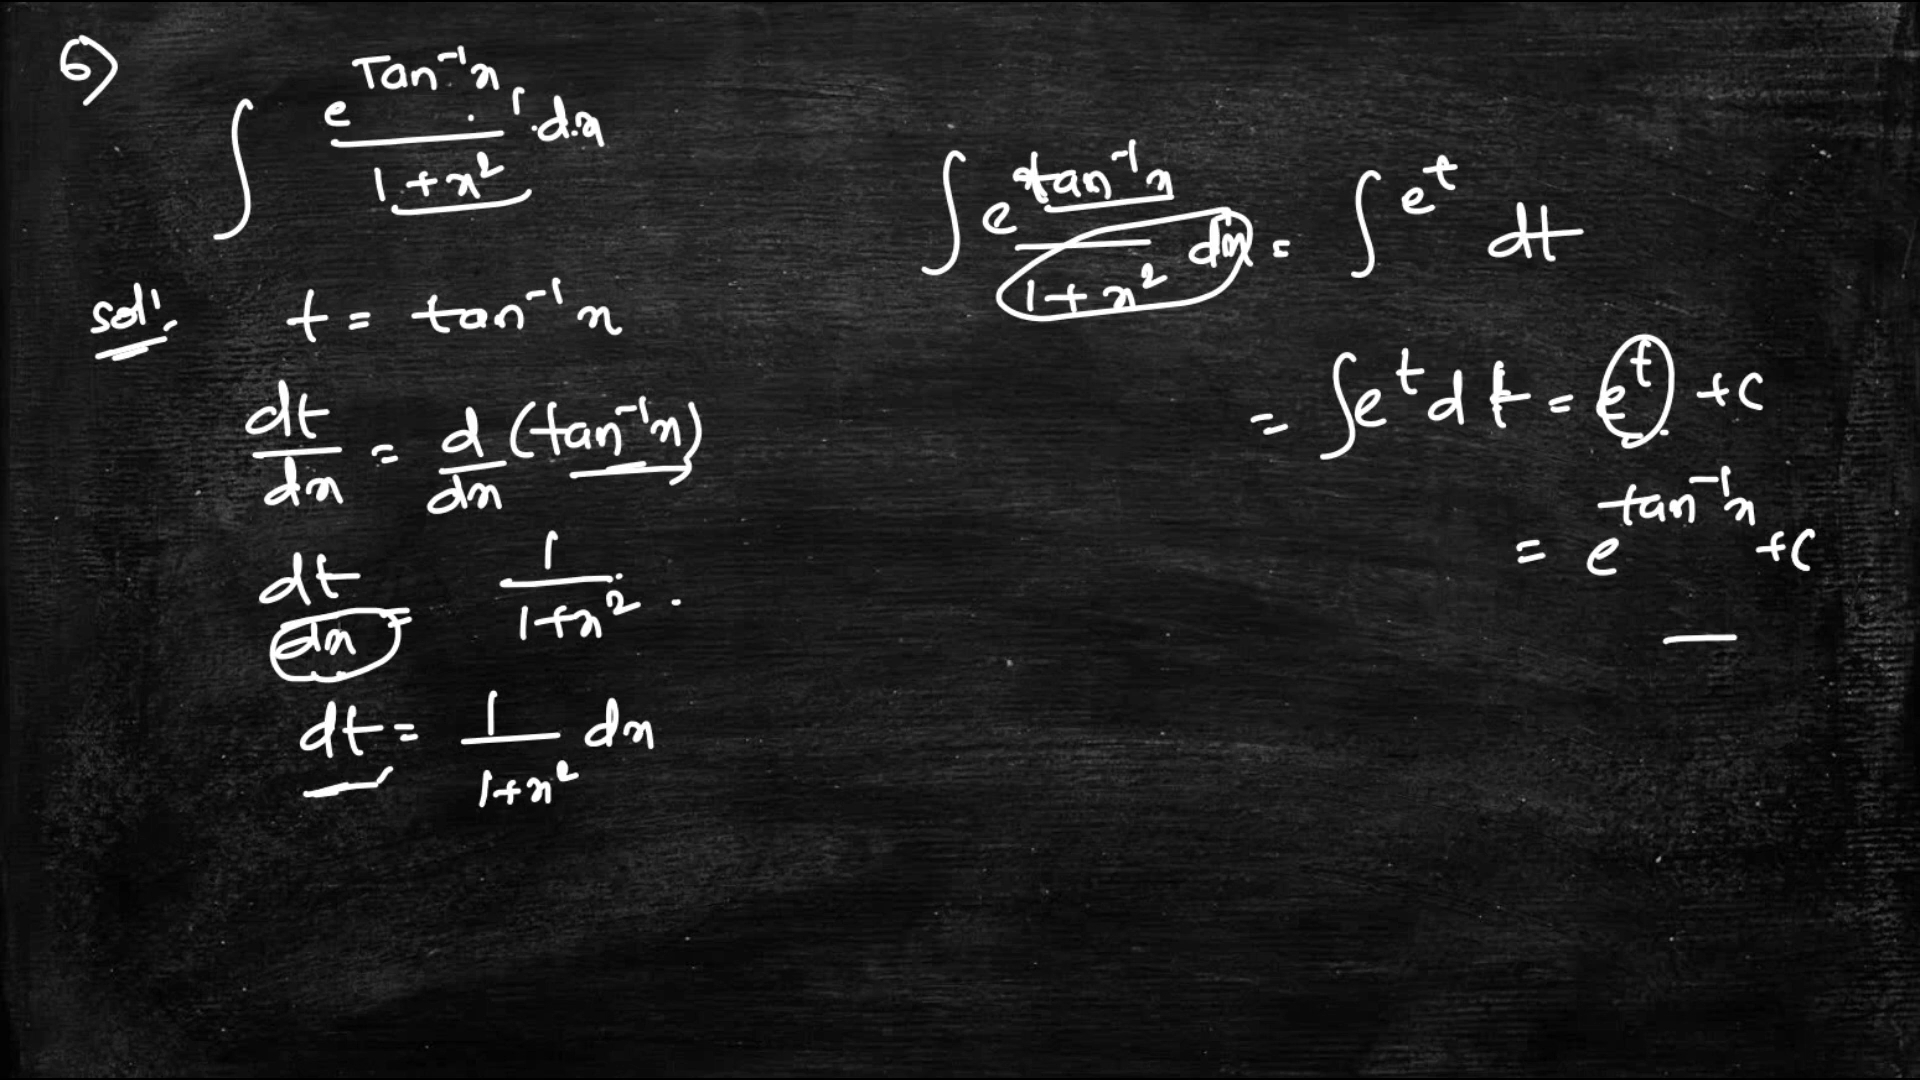 6)
∫ e^(Tan⁻¹x) / (1+x²) · dx
sol:
t = tan⁻¹x
dt/dx = d/dx (tan⁻¹x)
dt/dx = 1/(1+x²)
dt = 1/(1+x²) dx
∫ e^(tan⁻¹x) / (1+x²) dx = ∫ e^t dt
= ∫ e^t dt = e^t + c
= e^(tan⁻¹x) + c